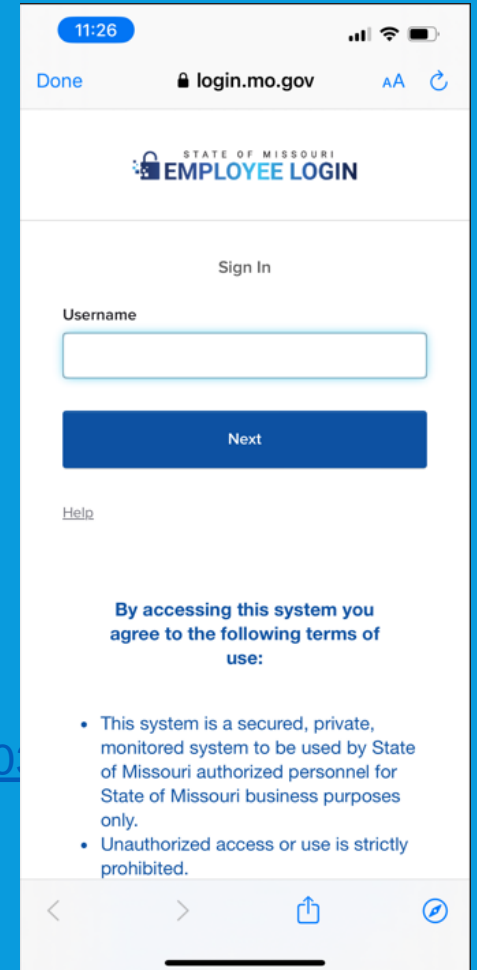 11:26
Done login.mo.gov AA
STATE OF MISSOURI
EMPLOYEE LOGIN
Sign In
Username
Next
Help
By accessing this system you
agree to the following terms of
use:
• This system is a secured, private,
monitored system to be used by State
of Missouri authorized personnel for
State of Missouri business purposes
only.
• Unauthorized access or use is strictly
prohibited.